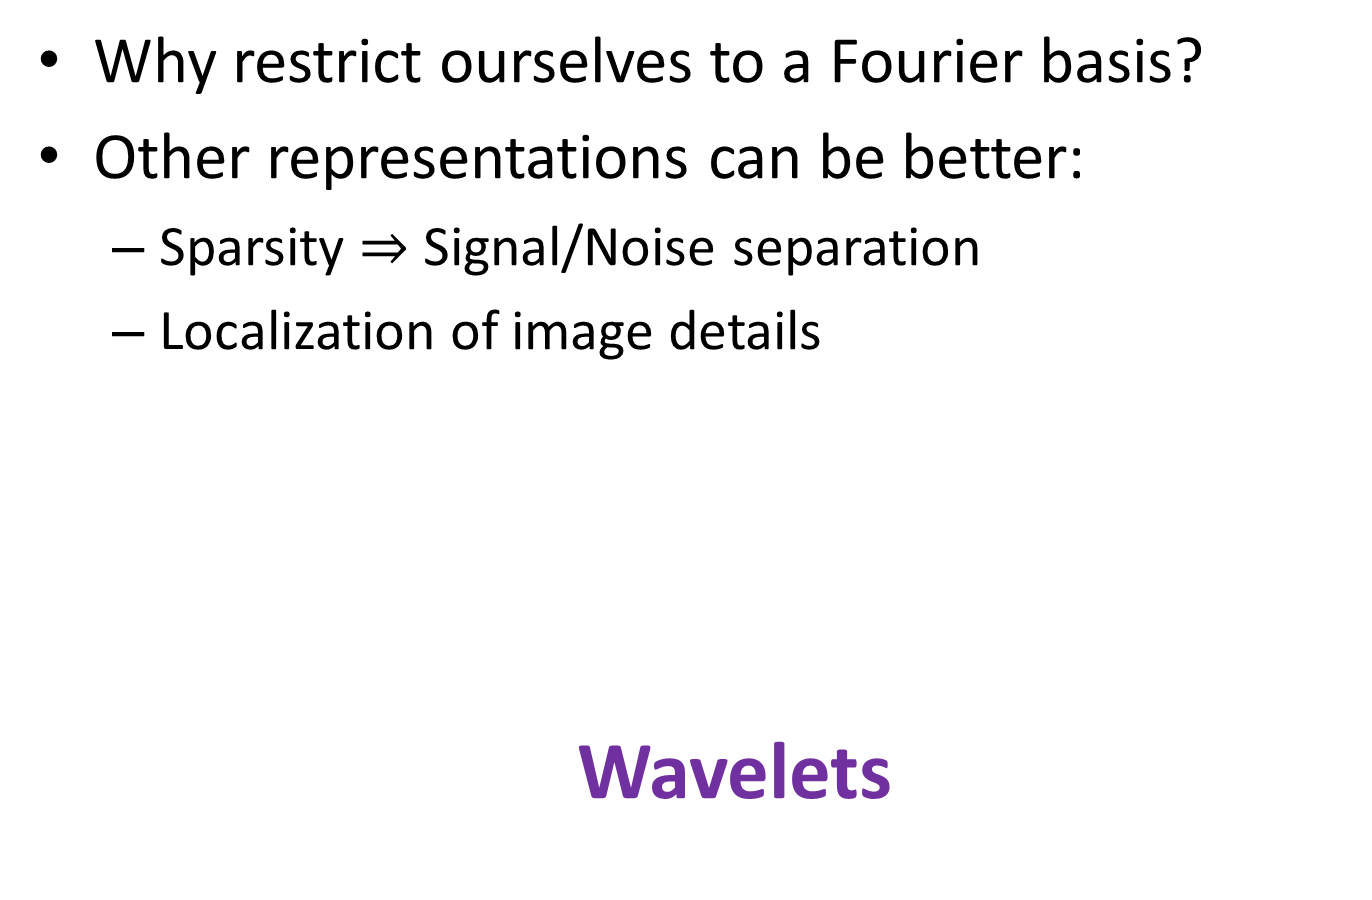 • Why restrict ourselves to a Fourier basis?
• Other representations can be better:
– Sparsity ⇒ Signal/Noise separation
– Localization of image details
Wavelets